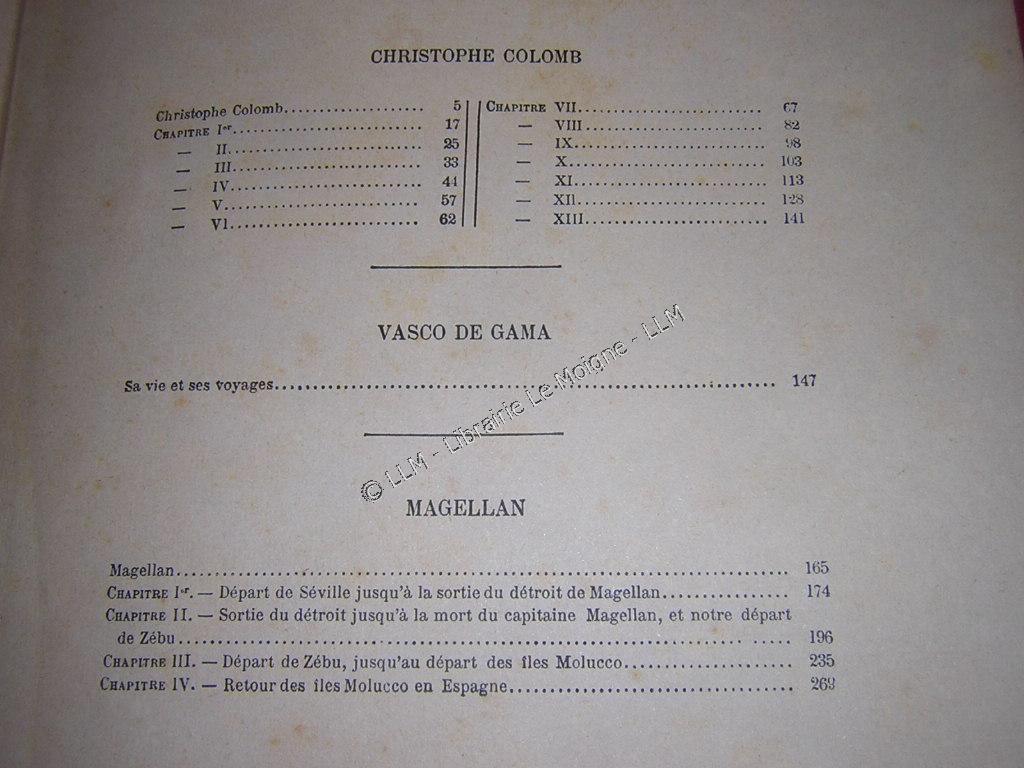 CHRISTOPHE COLOMB
Christophe Colomb.................... 5
CHAPITRE Ier........................... 17
— II............................. 25
— III............................ 33
— IV............................. 41
— V.............................. 57
— VI............................. 62
CHAPITRE VII.......................... 67
— VIII......................... 82
— IX........................... 98
— X............................ 103
— XI........................... 113
— XII.......................... 128
— XIII......................... 141
VASCO DE GAMA
Sa vie et ses voyages.................................................................. 147
MAGELLAN
Magellan.................................................................................. 165
CHAPITRE Ier. — Départ de Séville jusqu'à la sortie du détroit de Magellan................ 174
CHAPITRE II. — Sortie du détroit jusqu'à la mort du capitaine Magellan, et notre départ
de Zébu................................................................................ 196
CHAPITRE III. — Départ de Zébu, jusqu'au départ des îles Molucco..................... 235
CHAPITRE IV. — Retour des îles Molucco en Espagne................................... 269
© LLM - Librairie Le Moigne - LLM